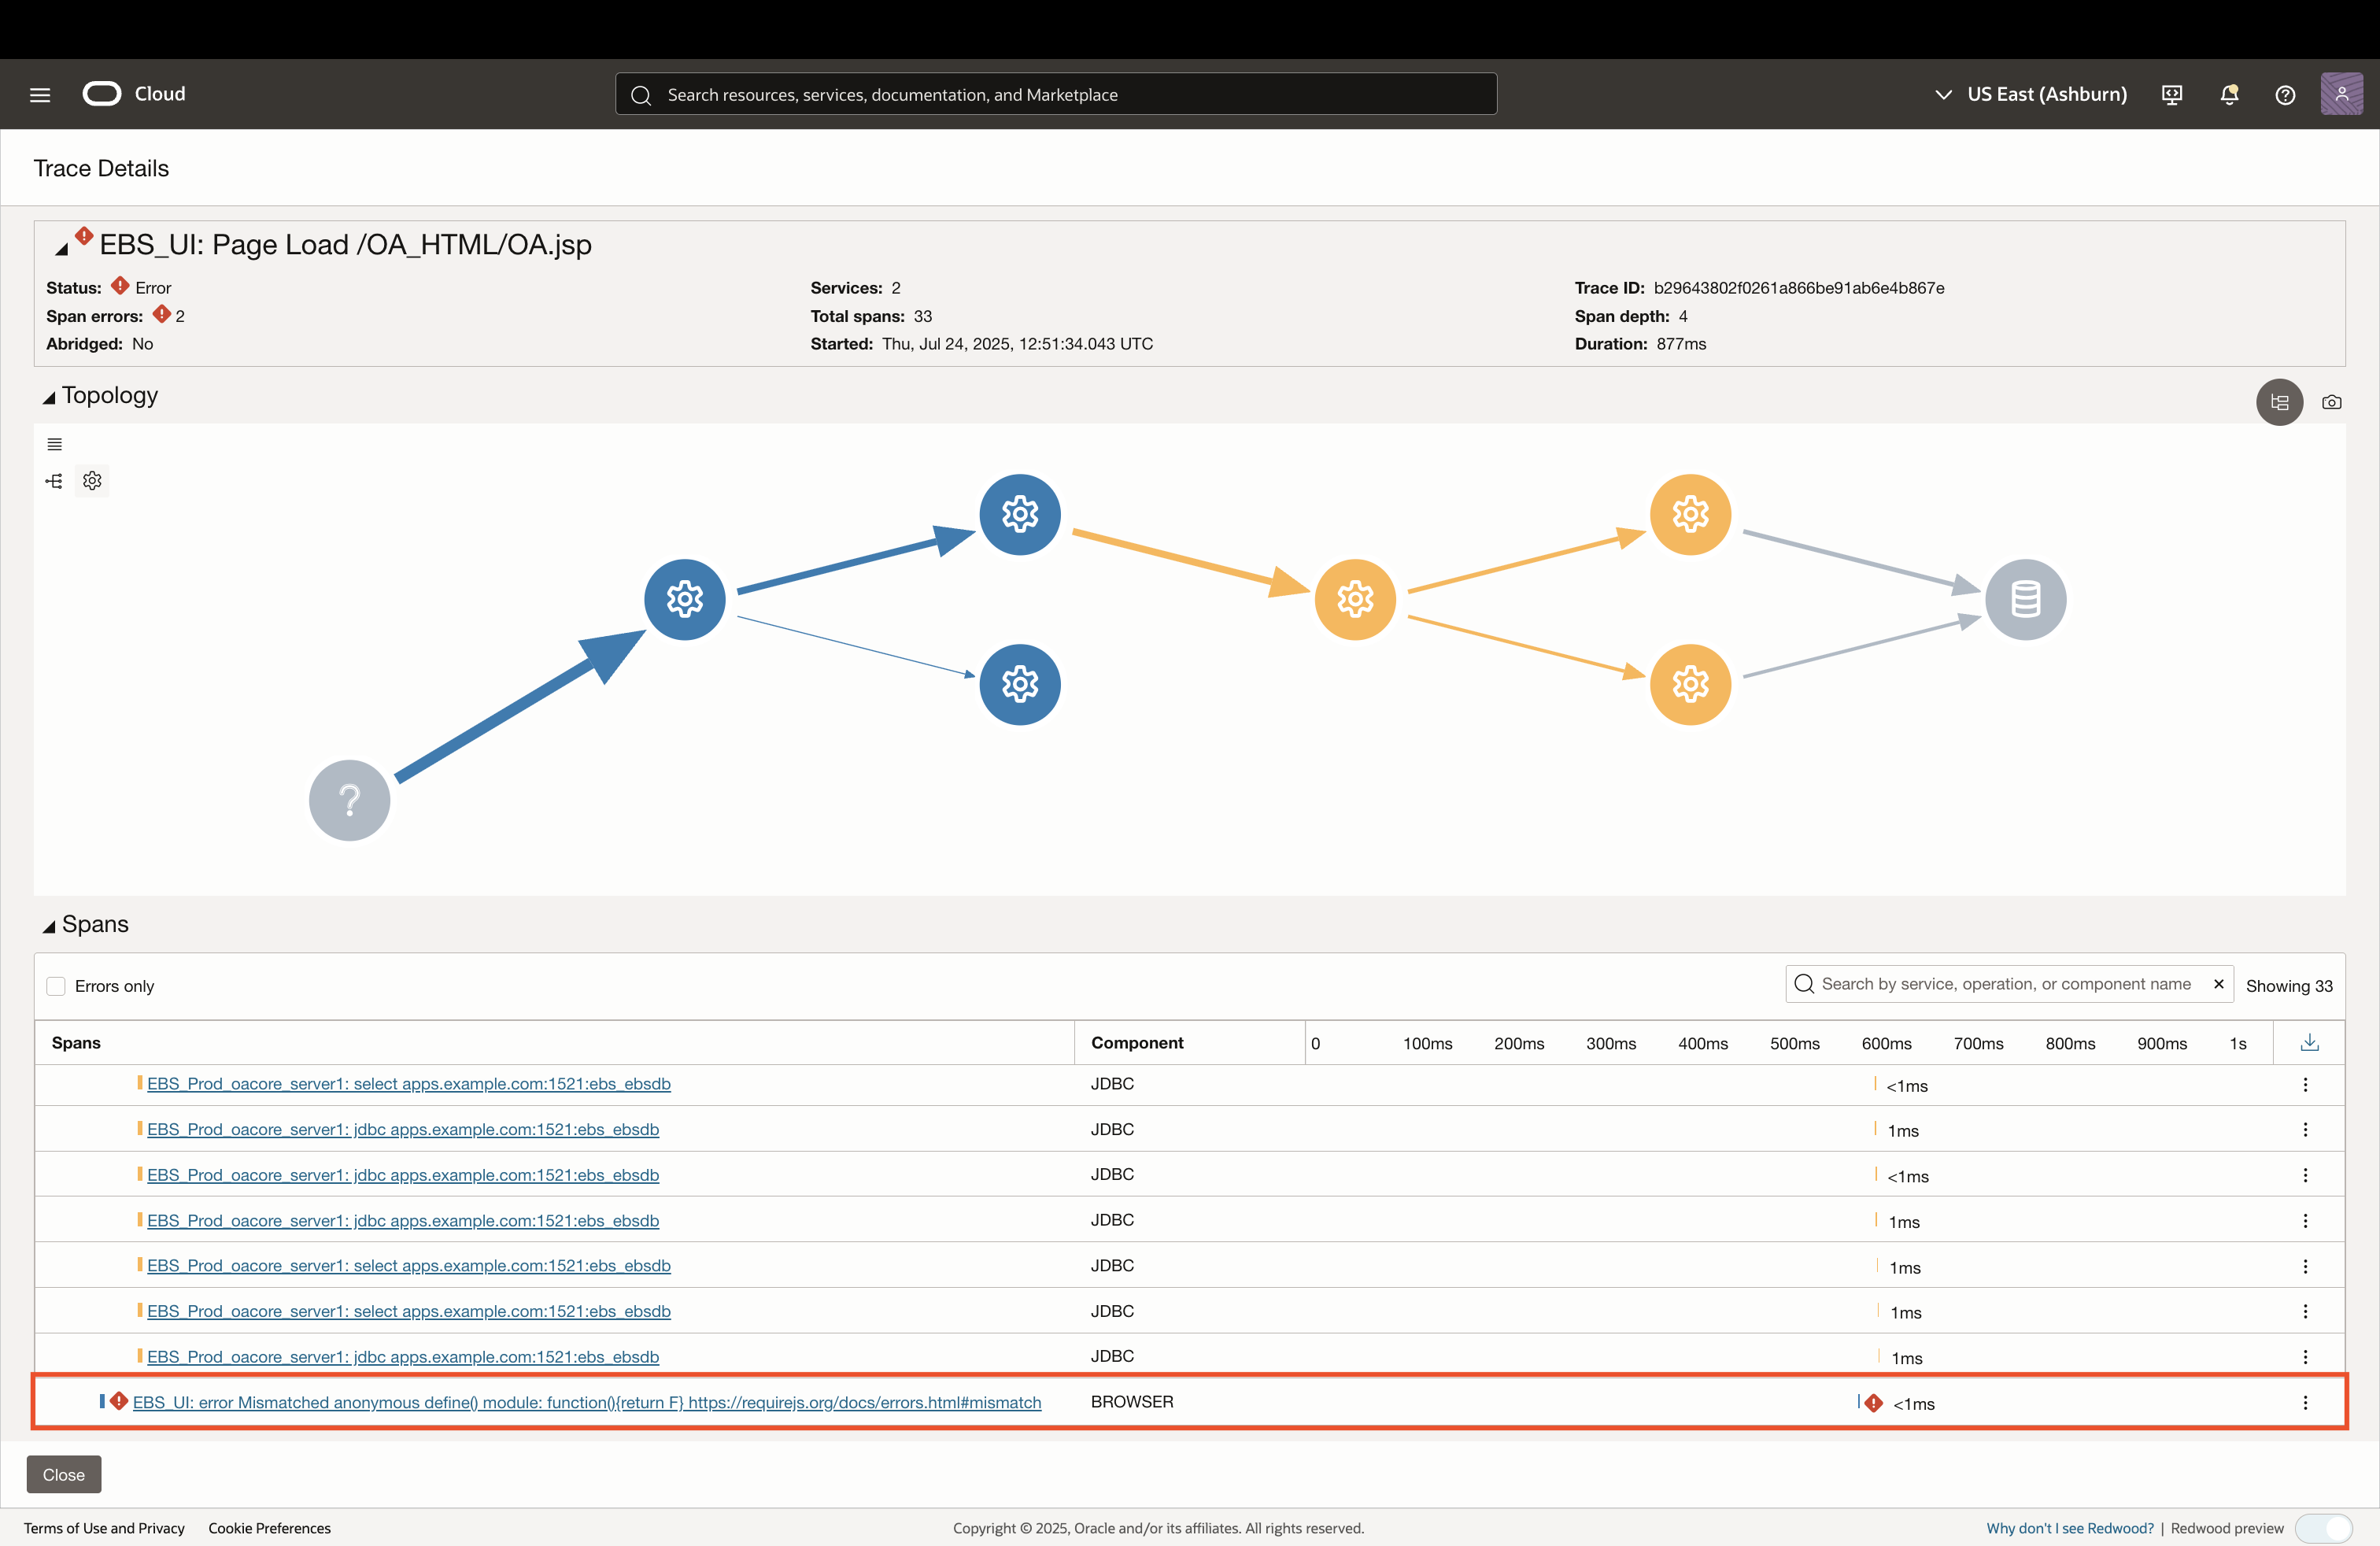 Cloud
Search resources, services, documentation, and Marketplace
US East (Ashburn)
Trace Details
EBS_UI: Page Load /OA_HTML/OA.jsp
Status: Error
Services: 2
Trace ID: b29643802f0261a866be91ab6e4b867e
Span errors: 2
Total spans: 33
Span depth: 4
Abridged: No
Started: Thu, Jul 24, 2025, 12:51:34.043 UTC
Duration: 877ms
Topology
?
Spans
Errors only
Search by service, operation, or component name
Showing 33
Spans Component 0 100ms 200ms 300ms 400ms 500ms 600ms 700ms 800ms 900ms 1s
EBS_Prod_oacore_server1: select apps.example.com:1521:ebs_ebsdb JDBC <1ms
EBS_Prod_oacore_server1: jdbc apps.example.com:1521:ebs_ebsdb JDBC 1ms
EBS_Prod_oacore_server1: jdbc apps.example.com:1521:ebs_ebsdb JDBC <1ms
EBS_Prod_oacore_server1: jdbc apps.example.com:1521:ebs_ebsdb JDBC 1ms
EBS_Prod_oacore_server1: select apps.example.com:1521:ebs_ebsdb JDBC 1ms
EBS_Prod_oacore_server1: select apps.example.com:1521:ebs_ebsdb JDBC 1ms
EBS_Prod_oacore_server1: jdbc apps.example.com:1521:ebs_ebsdb JDBC 1ms
EBS_UI: error Mismatched anonymous define() module: function(){return F} https://requirejs.org/docs/errors.html#mismatch BROWSER <1ms
Close
Terms of Use and Privacy Cookie Preferences
Copyright © 2025, Oracle and/or its affiliates. All rights reserved.
Why don't I see Redwood? | Redwood preview